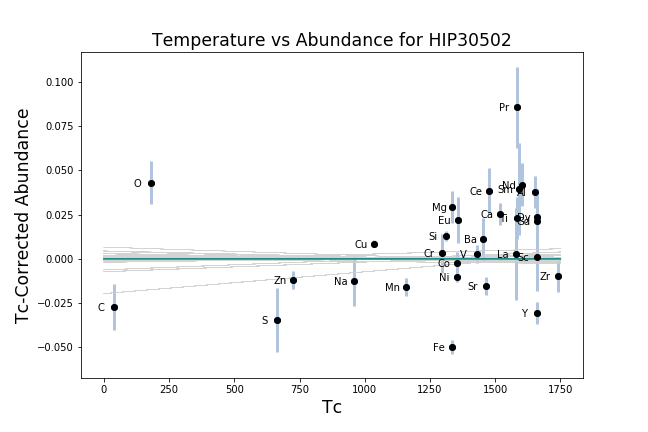 Temperature vs Abundance for HIP30502
Tc-Corrected Abundance
0.100
0.075
0.050
0.025
0.000
−0.025
−0.050
Pr
O
Nd
Sm
Al
Ce
Mg
Ca
Ti
Dy
Eu
Si
Ba
Cu
Cr
V
La
Sc
Co
Ni
Zr
Zn
Na
Mn
Sr
C
S
Y
Fe
0 250 500 750 1000 1250 1500 1750
Tc